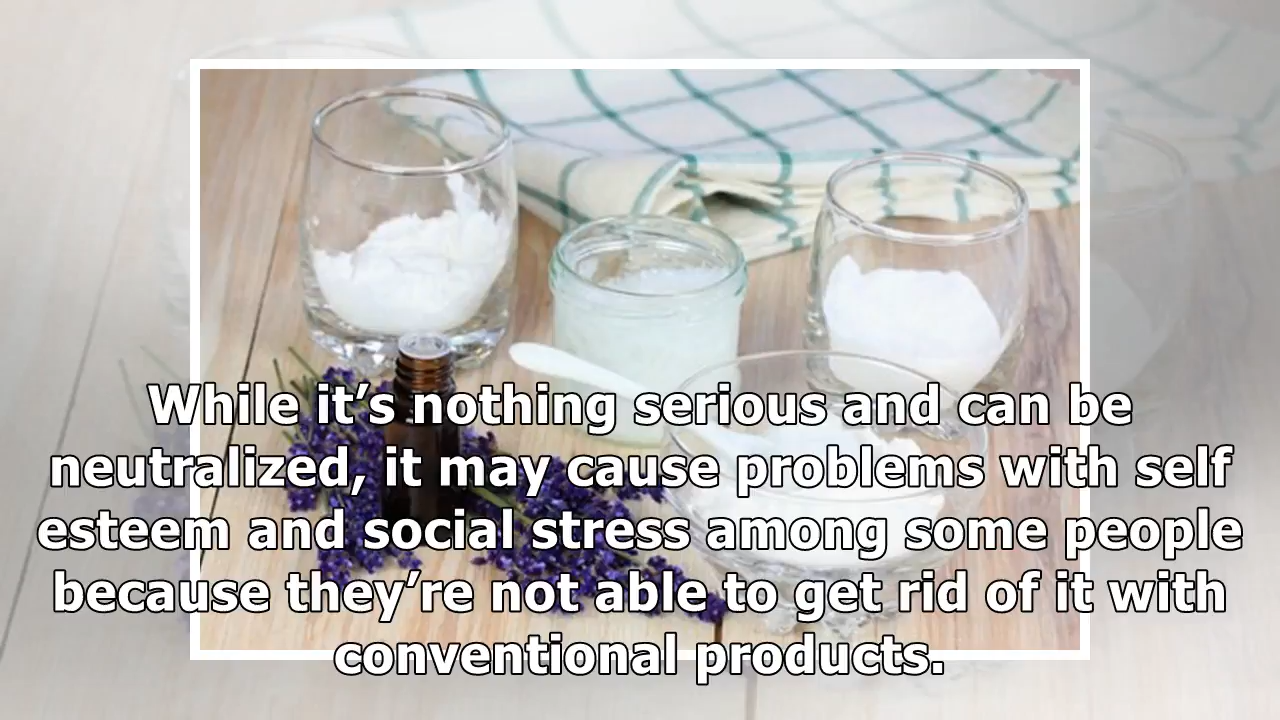 While it’s nothing serious and can be
neutralized, it may cause problems with self
esteem and social stress among some people
because they’re not able to get rid of it with
conventional products.